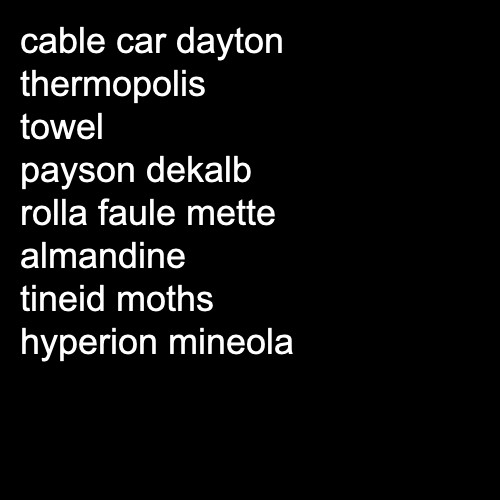 cable car dayton
thermopolis
towel
payson dekalb
rolla faule mette
almandine
tineid moths
hyperion mineola